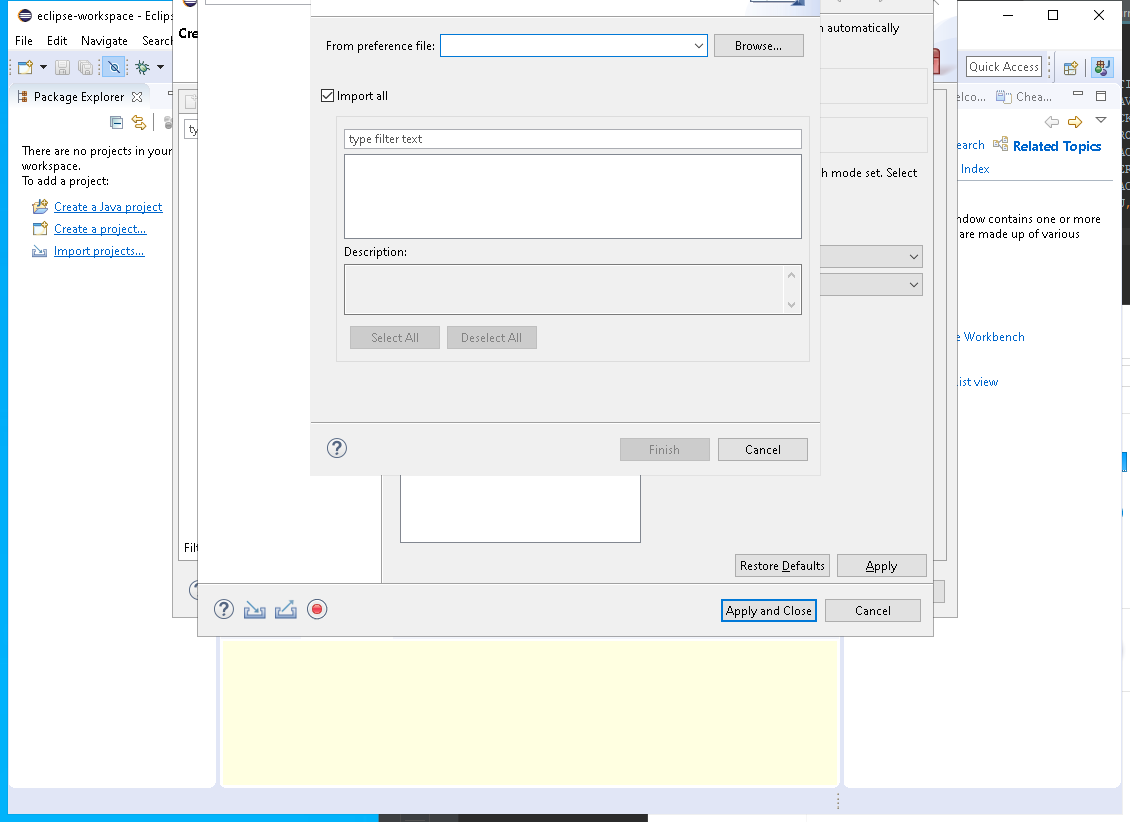 eclipse-workspace - Eclips
File Edit Navigate Search
Quick Access
Package Explorer
There are no projects in your
workspace.
To add a project:
Create a Java project
Create a project...
Import projects...
Cre
ty
Filt
From preference file:
Browse...
Import all
type filter text
Description:
Select All
Deselect All
Finish
Cancel
automatically
h mode set. Select
Restore Defaults
Apply
Apply and Close
Cancel
elco...
Chea...
earch
Related Topics
Index
ndow contains one or more
are made up of various
e Workbench
ist view